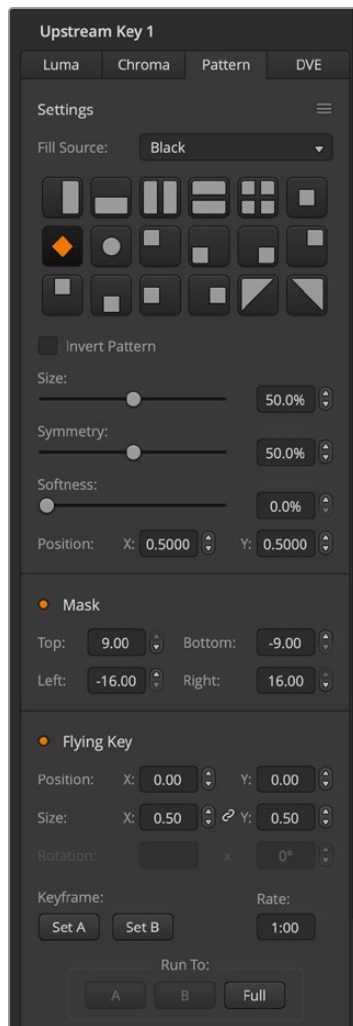 Upstream Key 1
Luma Chroma Pattern DVE
Settings
Fill Source: Black
Invert Pattern
Size:
50.0%
Symmetry:
50.0%
Softness:
0.0%
Position: X: 0.5000 Y: 0.5000
Mask
Top: 9.00 Bottom: -9.00
Left: -16.00 Right: 16.00
Flying Key
Position: X: 0.00 Y: 0.00
Size: X: 0.50 Y: 0.50
Rotation: x 0°
Keyframe: Rate:
Set A Set B 1:00
Run To:
A B Full